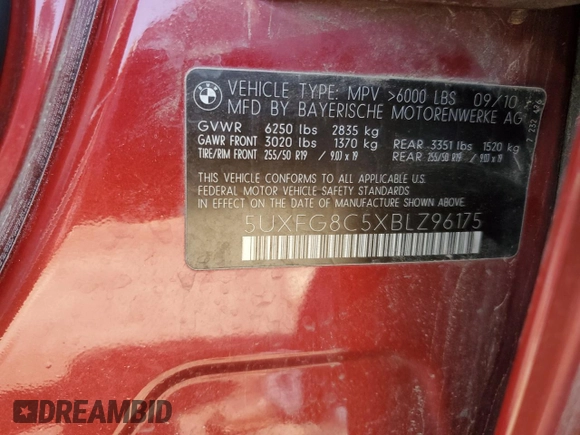 VEHICLE TYPE: MPV >6000 LBS 09/10
MFD BY BAYERISCHE MOTORENWERKE AG
GVWR 6250 lbs 2835 kg
GAWR FRONT 3020 lbs 1370 kg REAR 3351 lbs 1520 kg
TIRE/RIM FRONT 255/50 R19 / 9.0J x 19 REAR 255/50 R19 / 9.0J x 19
THIS VEHICLE CONFORMS TO ALL APPLICABLE U.S.
FEDERAL MOTOR VEHICLE SAFETY STANDARDS
IN EFFECT ON THE DATE OF MANUFACTURE SHOWN ABOVE.
5UXFG8C5XBLZ96175
DREAMBID